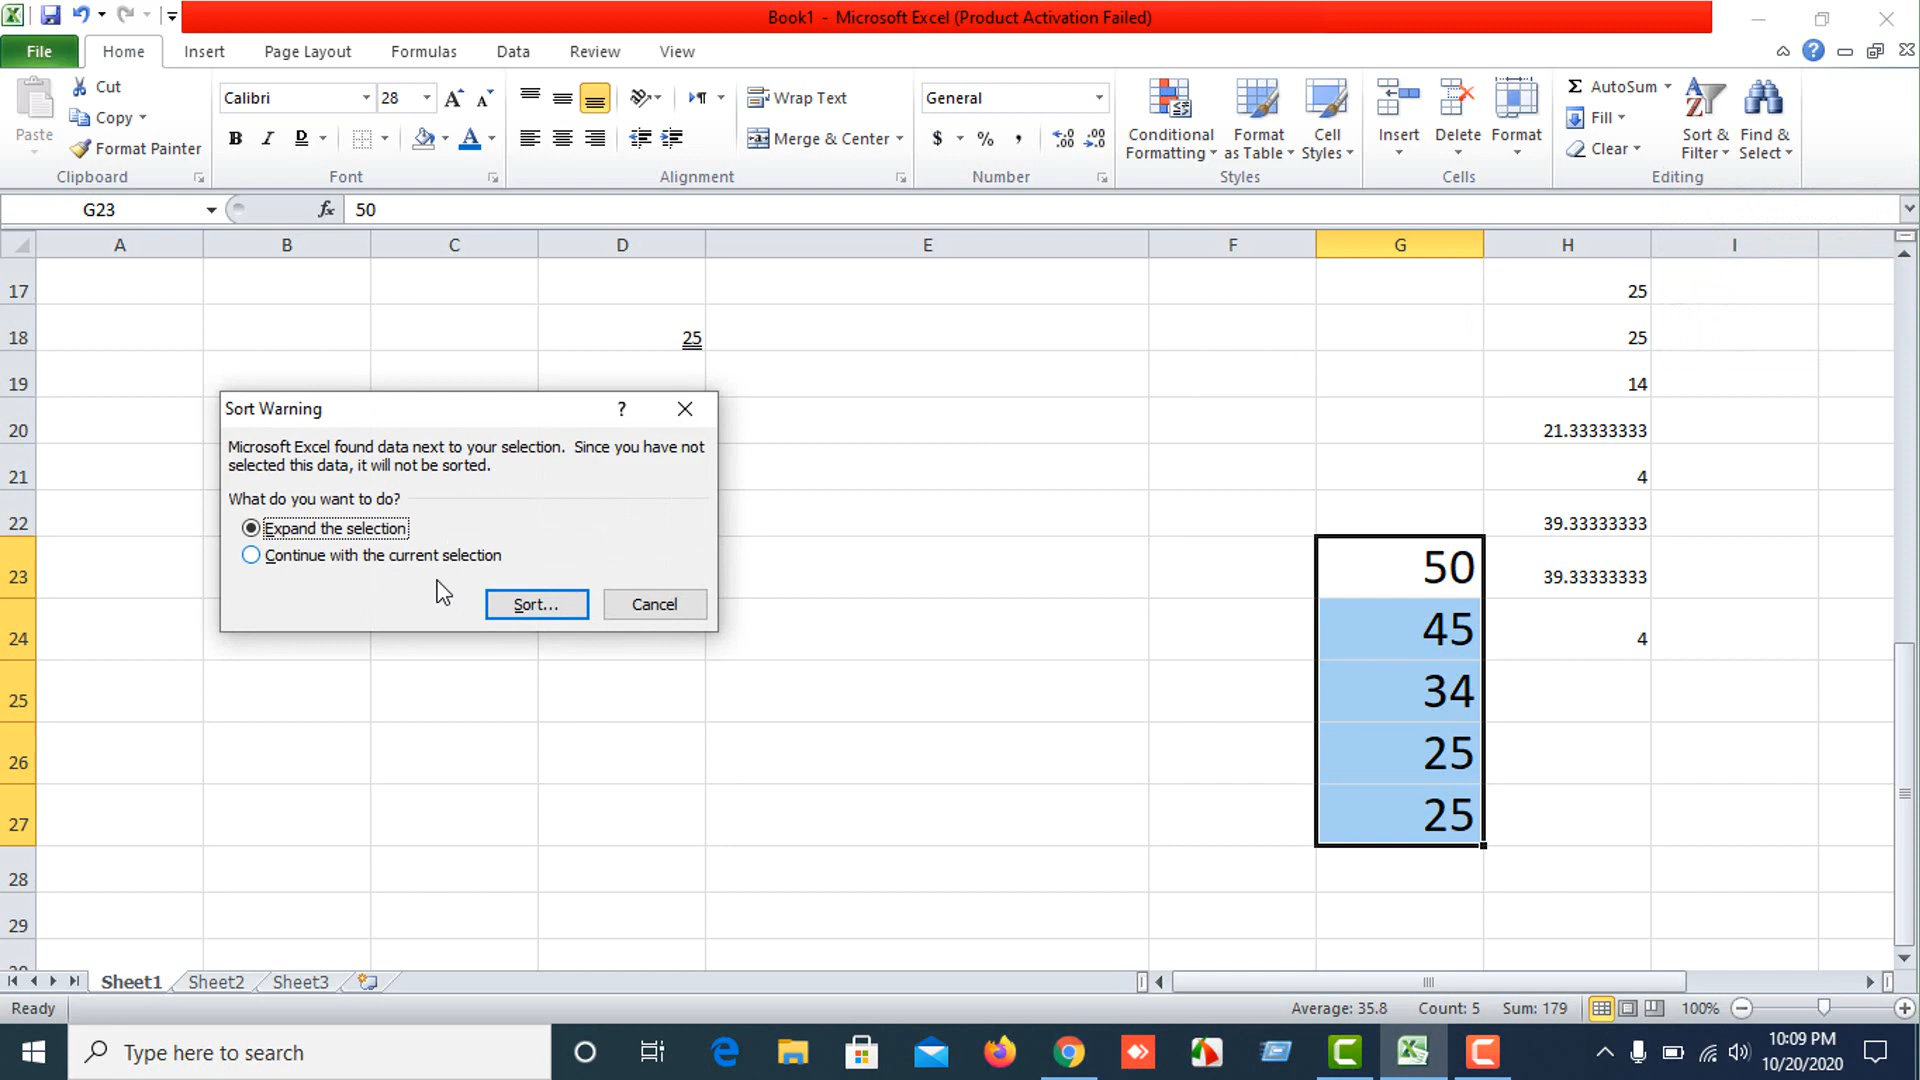 Book1 - Microsoft Excel (Product Activation Failed)
File Home Insert Page Layout Formulas Data Review View
Paste
Cut
Copy
Format Painter
Clipboard
Calibri 28
B I D
Font
Wrap Text
Merge & Center
Alignment
General
$ % ,
Number
Conditional Formatting
Format as Table
Cell Styles
Styles
Insert Delete Format
Cells
Σ AutoSum
Fill
Clear
Sort & Filter
Find & Select
Editing
G23 fx 50
A B C D E F G H I
17 25
18 25 25
19 14
20 21.33333333
21 4
22 39.33333333
23 50 39.33333333
24 45 4
25 34
26 25
27 25
28
29
Sort Warning ?
Microsoft Excel found data next to your selection. Since you have not
selected this data, it will not be sorted.
What do you want to do?
Expand the selection
Continue with the current selection
Sort... Cancel
Sheet1 Sheet2 Sheet3
Ready Average: 35.8 Count: 5 Sum: 179 100%
Type here to search
10:09 PM
10/20/2020